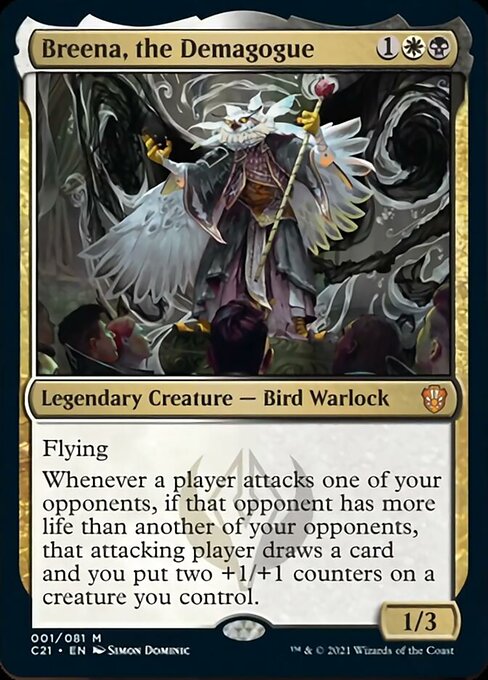 Breena, the Demagogue 1
Legendary Creature — Bird Warlock
Flying
Whenever a player attacks one of your
opponents, if that opponent has more
life than another of your opponents,
that attacking player draws a card
and you put two +1/+1 counters on a
creature you control.
1/3
001/081 M
C21 • EN Simon Dominic
™ & © 2021 Wizards of the Coast